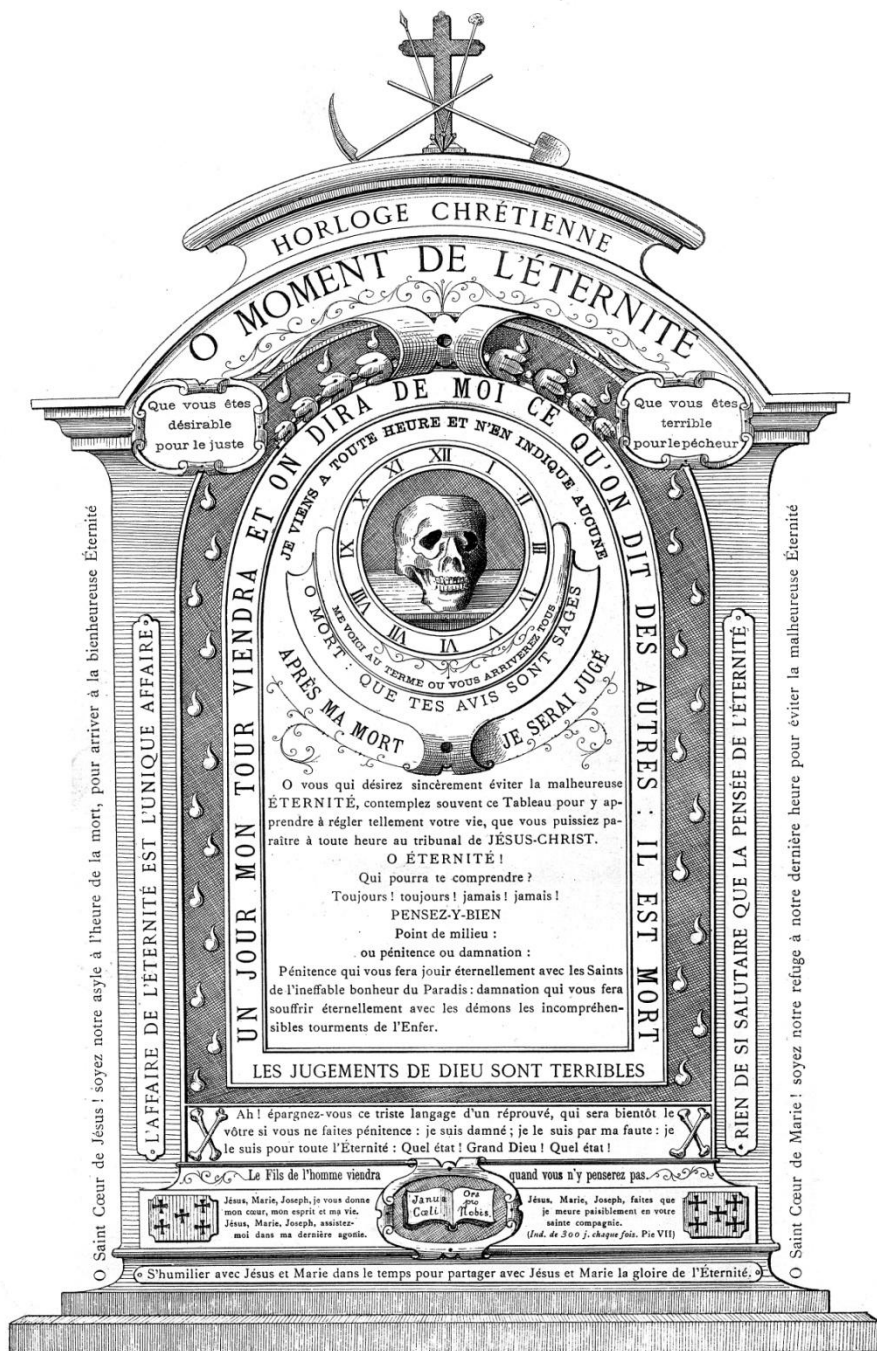 HORLOGE CHRÉTIENNE
O MOMENT DE L'ÉTERNITÉ
Que vous êtes
désirable
pour le juste
Que vous êtes
terrible
pour le pécheur
UN JOUR MON TOUR VIENDRA ET ON DIRA DE MOI CE QU'ON DIT DES AUTRES : IL EST MORT
JE VIENS A TOUTE HEURE ET N'EN INDIQUE AUCUNE
XII I II III IV V VI VII VIII IX X XI
ME VOICI AU TERME OU VOUS ARRIVEREZ TOUS
O MORT : QUE TES AVIS SONT SAGES
APRÈS MA MORT
JE SERAI JUGÉ
O vous qui désirez sincèrement éviter la malheureuse
ÉTERNITÉ, contemplez souvent ce Tableau pour y ap-
prendre à régler tellement votre vie, que vous puissiez pa-
raître à toute heure au tribunal de JÉSUS-CHRIST.
O ÉTERNITÉ !
Qui pourra te comprendre ?
Toujours ! toujours ! jamais ! jamais !
PENSEZ-Y-BIEN
Point de milieu :
ou pénitence ou damnation :
Pénitence qui vous fera jouir éternellement avec les Saints
de l'ineffable bonheur du Paradis : damnation qui vous fera
souffrir éternellement avec les démons les incompréhen-
sibles tourments de l'Enfer.
LES JUGEMENTS DE DIEU SONT TERRIBLES
O Saint Cœur de Jésus ! soyez notre asyle à l'heure de la mort, pour arriver à la bienheureuse Éternité
L'AFFAIRE DE L'ÉTERNITÉ EST L'UNIQUE AFFAIRE
RIEN DE SI SALUTAIRE QUE LA PENSÉE DE L'ÉTERNITÉ
O Saint Cœur de Marie ! soyez notre refuge à notre dernière heure pour éviter la malheureuse Éternité
Ah ! épargnez-vous ce triste langage d'un réprouvé, qui sera bientôt le
vôtre si vous ne faites pénitence : je suis damné ; je le suis par ma faute : je
le suis pour toute l'Éternité : Quel état ! Grand Dieu ! Quel état !
Le Fils de l'homme viendra quand vous n'y penserez pas.
Jésus, Marie, Joseph, je vous donne
mon cœur, mon esprit et ma vie.
Jésus, Marie, Joseph, assistez-
moi dans ma dernière agonie.
Janua
Cœli
Ora
pro
Nobis.
Jésus, Marie, Joseph, faites que
je meure paisiblement en votre
sainte compagnie.
(Ind. de 300 j. chaque fois. Pie VII)
S'humilier avec Jésus et Marie dans le temps pour partager avec Jésus et Marie la gloire de l'Éternité.